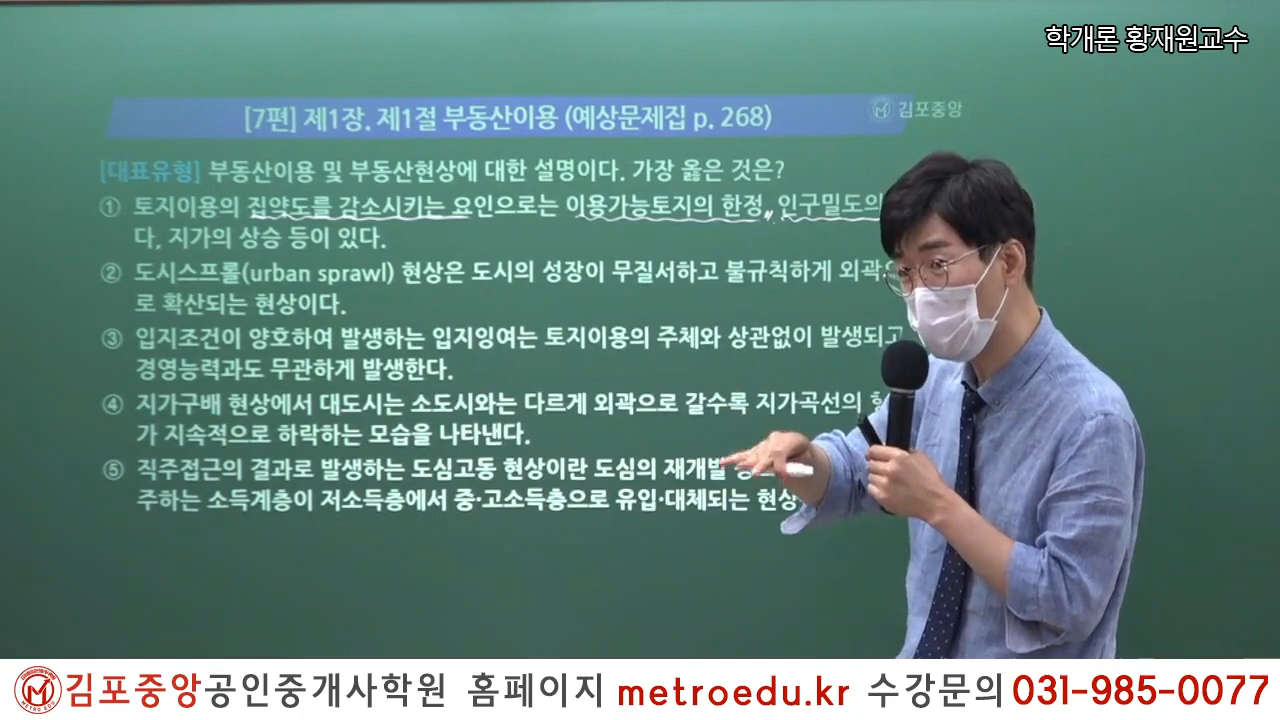 학개론 황재원교수
[7편] 제1장. 제1절 부동산이용 (예상문제집 p. 268)
김포중앙
[대표유형] 부동산이용 및 부동산현상에 대한 설명이다. 가장 옳은 것은?
① 토지이용의 집약도를 감소시키는 요인으로는 이용가능토지의 한정, 인구밀도의
다, 지가의 상승 등이 있다.
② 도시스프롤(urban sprawl) 현상은 도시의 성장이 무질서하고 불규칙하게
로 확산되는 현상이다.
③ 입지조건이 양호하여 발생하는 입지잉여는 토지이용의 주체와 상관없이 발생되고
경영능력과도 무관하게 발생한다.
④ 지가구배 현상에서 대도시는 소도시와는 다르게 외곽으로 갈수록 지가곡선의
가 지속적으로 하락하는 모습을 나타낸다.
⑤ 직주접근의 결과로 발생하는 도심고동 현상이란 도심의 재개발
주하는 소득계층이 저소득층에서 중·고소득층으로 유입·대체되는 현상
김포중앙공인중개사학원 홈페이지 metroedu.kr 수강문의 031-985-0077
METRO EDU